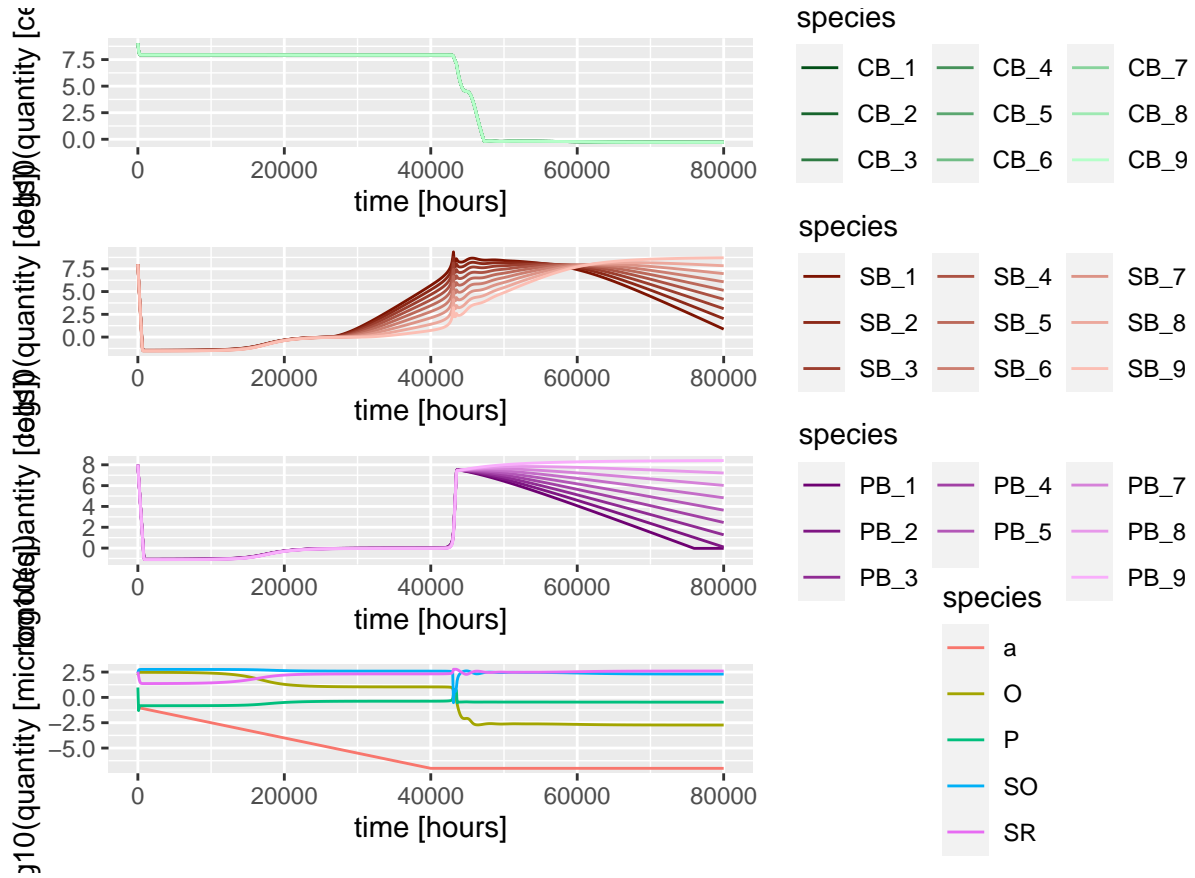 species
7.5
5.0
2.5
0.0
0 20000 40000 60000 80000
time [hours]
CB_1 CB_4 CB_7
CB_2 CB_5 CB_8
CB_3 CB_6 CB_9
species
7.5
5.0
2.5
0.0
0 20000 40000 60000 80000
time [hours]
SB_1 SB_4 SB_7
SB_2 SB_5 SB_8
SB_3 SB_6 SB_9
species
8
6
4
2
0
0 20000 40000 60000 80000
time [hours]
PB_1 PB_4 PB_7
PB_2 PB_5 PB_8
PB_3 PB_9
species
2.5
0.0
−2.5
−5.0
0 20000 40000 60000 80000
time [hours]
a
O
P
SO
SR